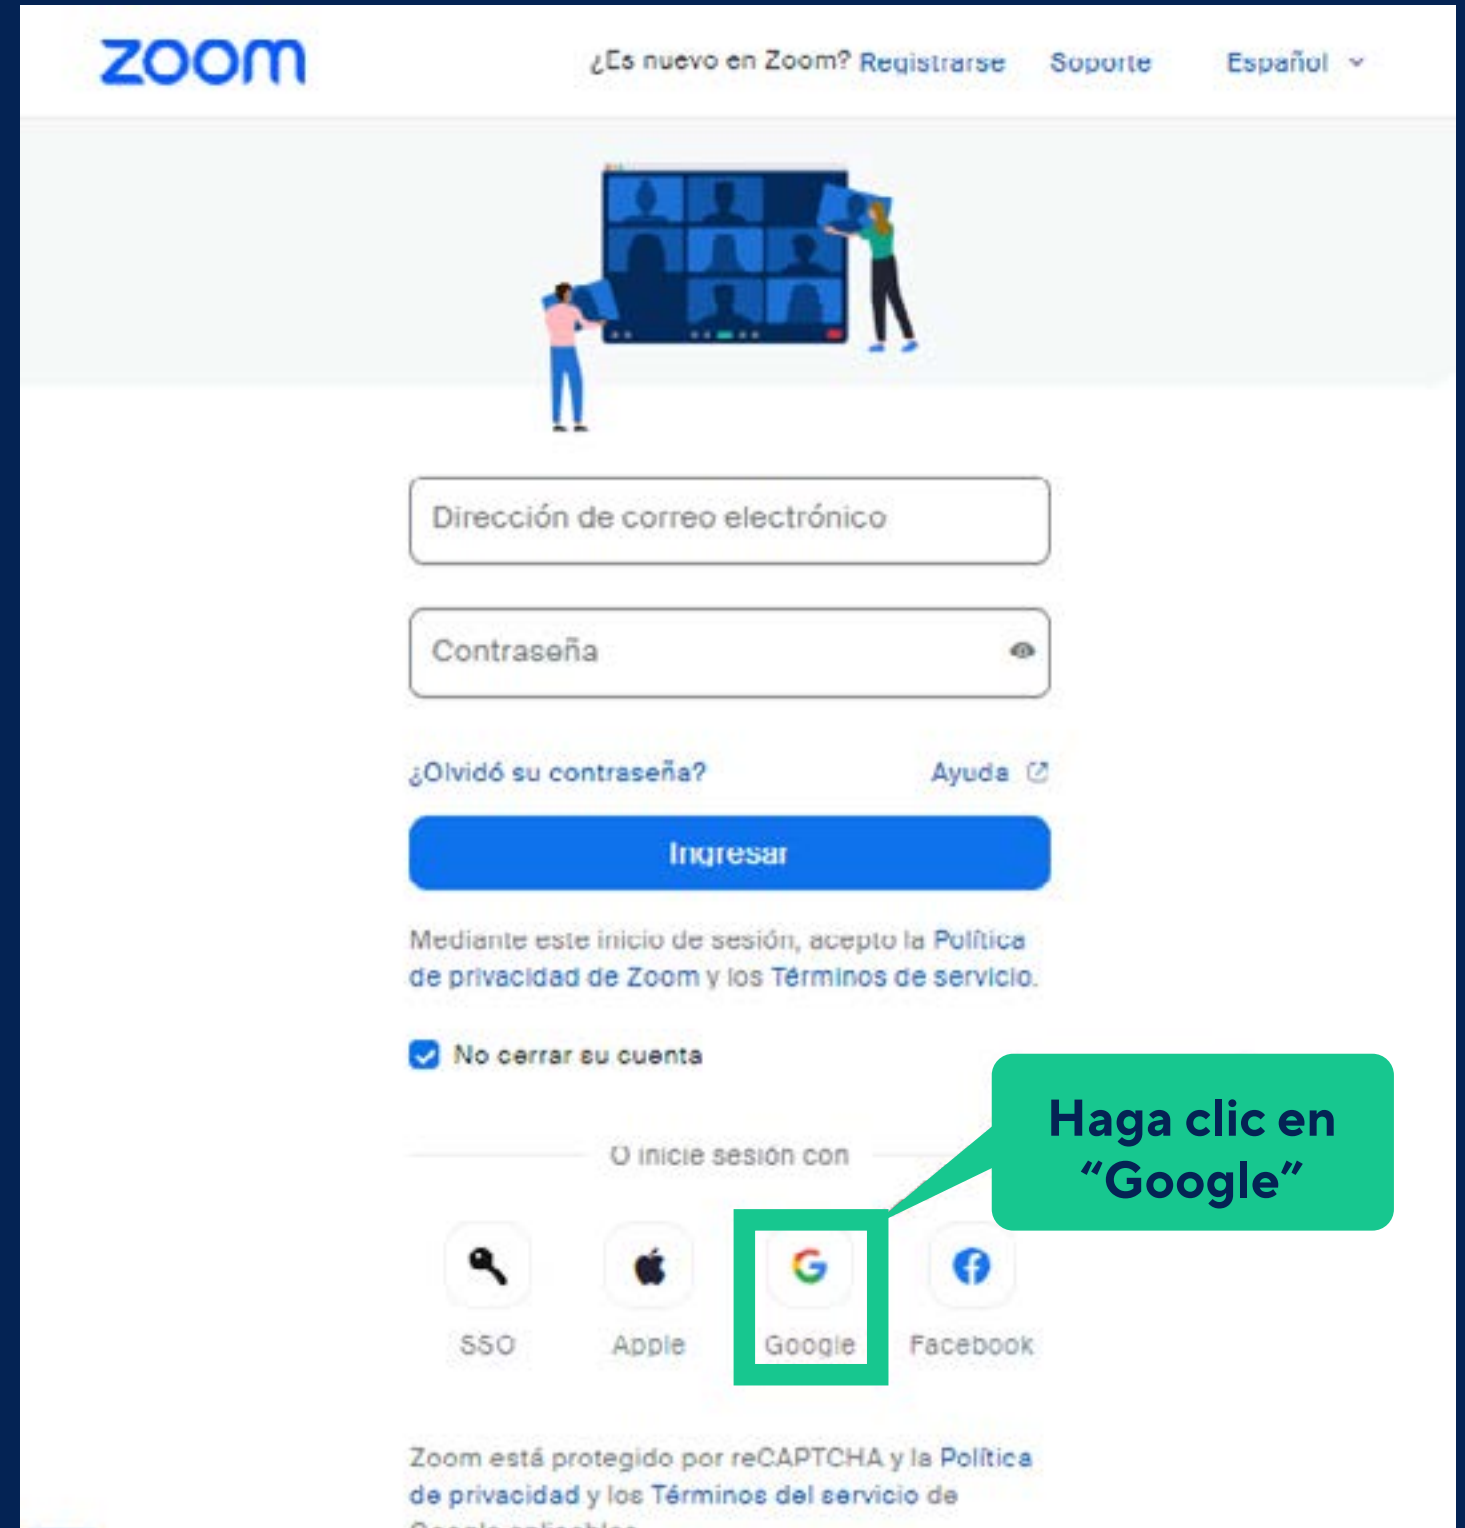 zoom
¿Es nuevo en Zoom? Registrarse Soporte Español
Dirección de correo electrónico
Contraseña
¿Olvidó su contraseña? Ayuda
Ingresar
Mediante este inicio de sesión, acepto la Política
de privacidad de Zoom y los Términos de servicio.
No cerrar su cuenta
Haga clic en
“Google”
O inicie sesión con
SSO Apple Google Facebook
Zoom está protegido por reCAPTCHA y la Política
de privacidad y los Términos del servicio de